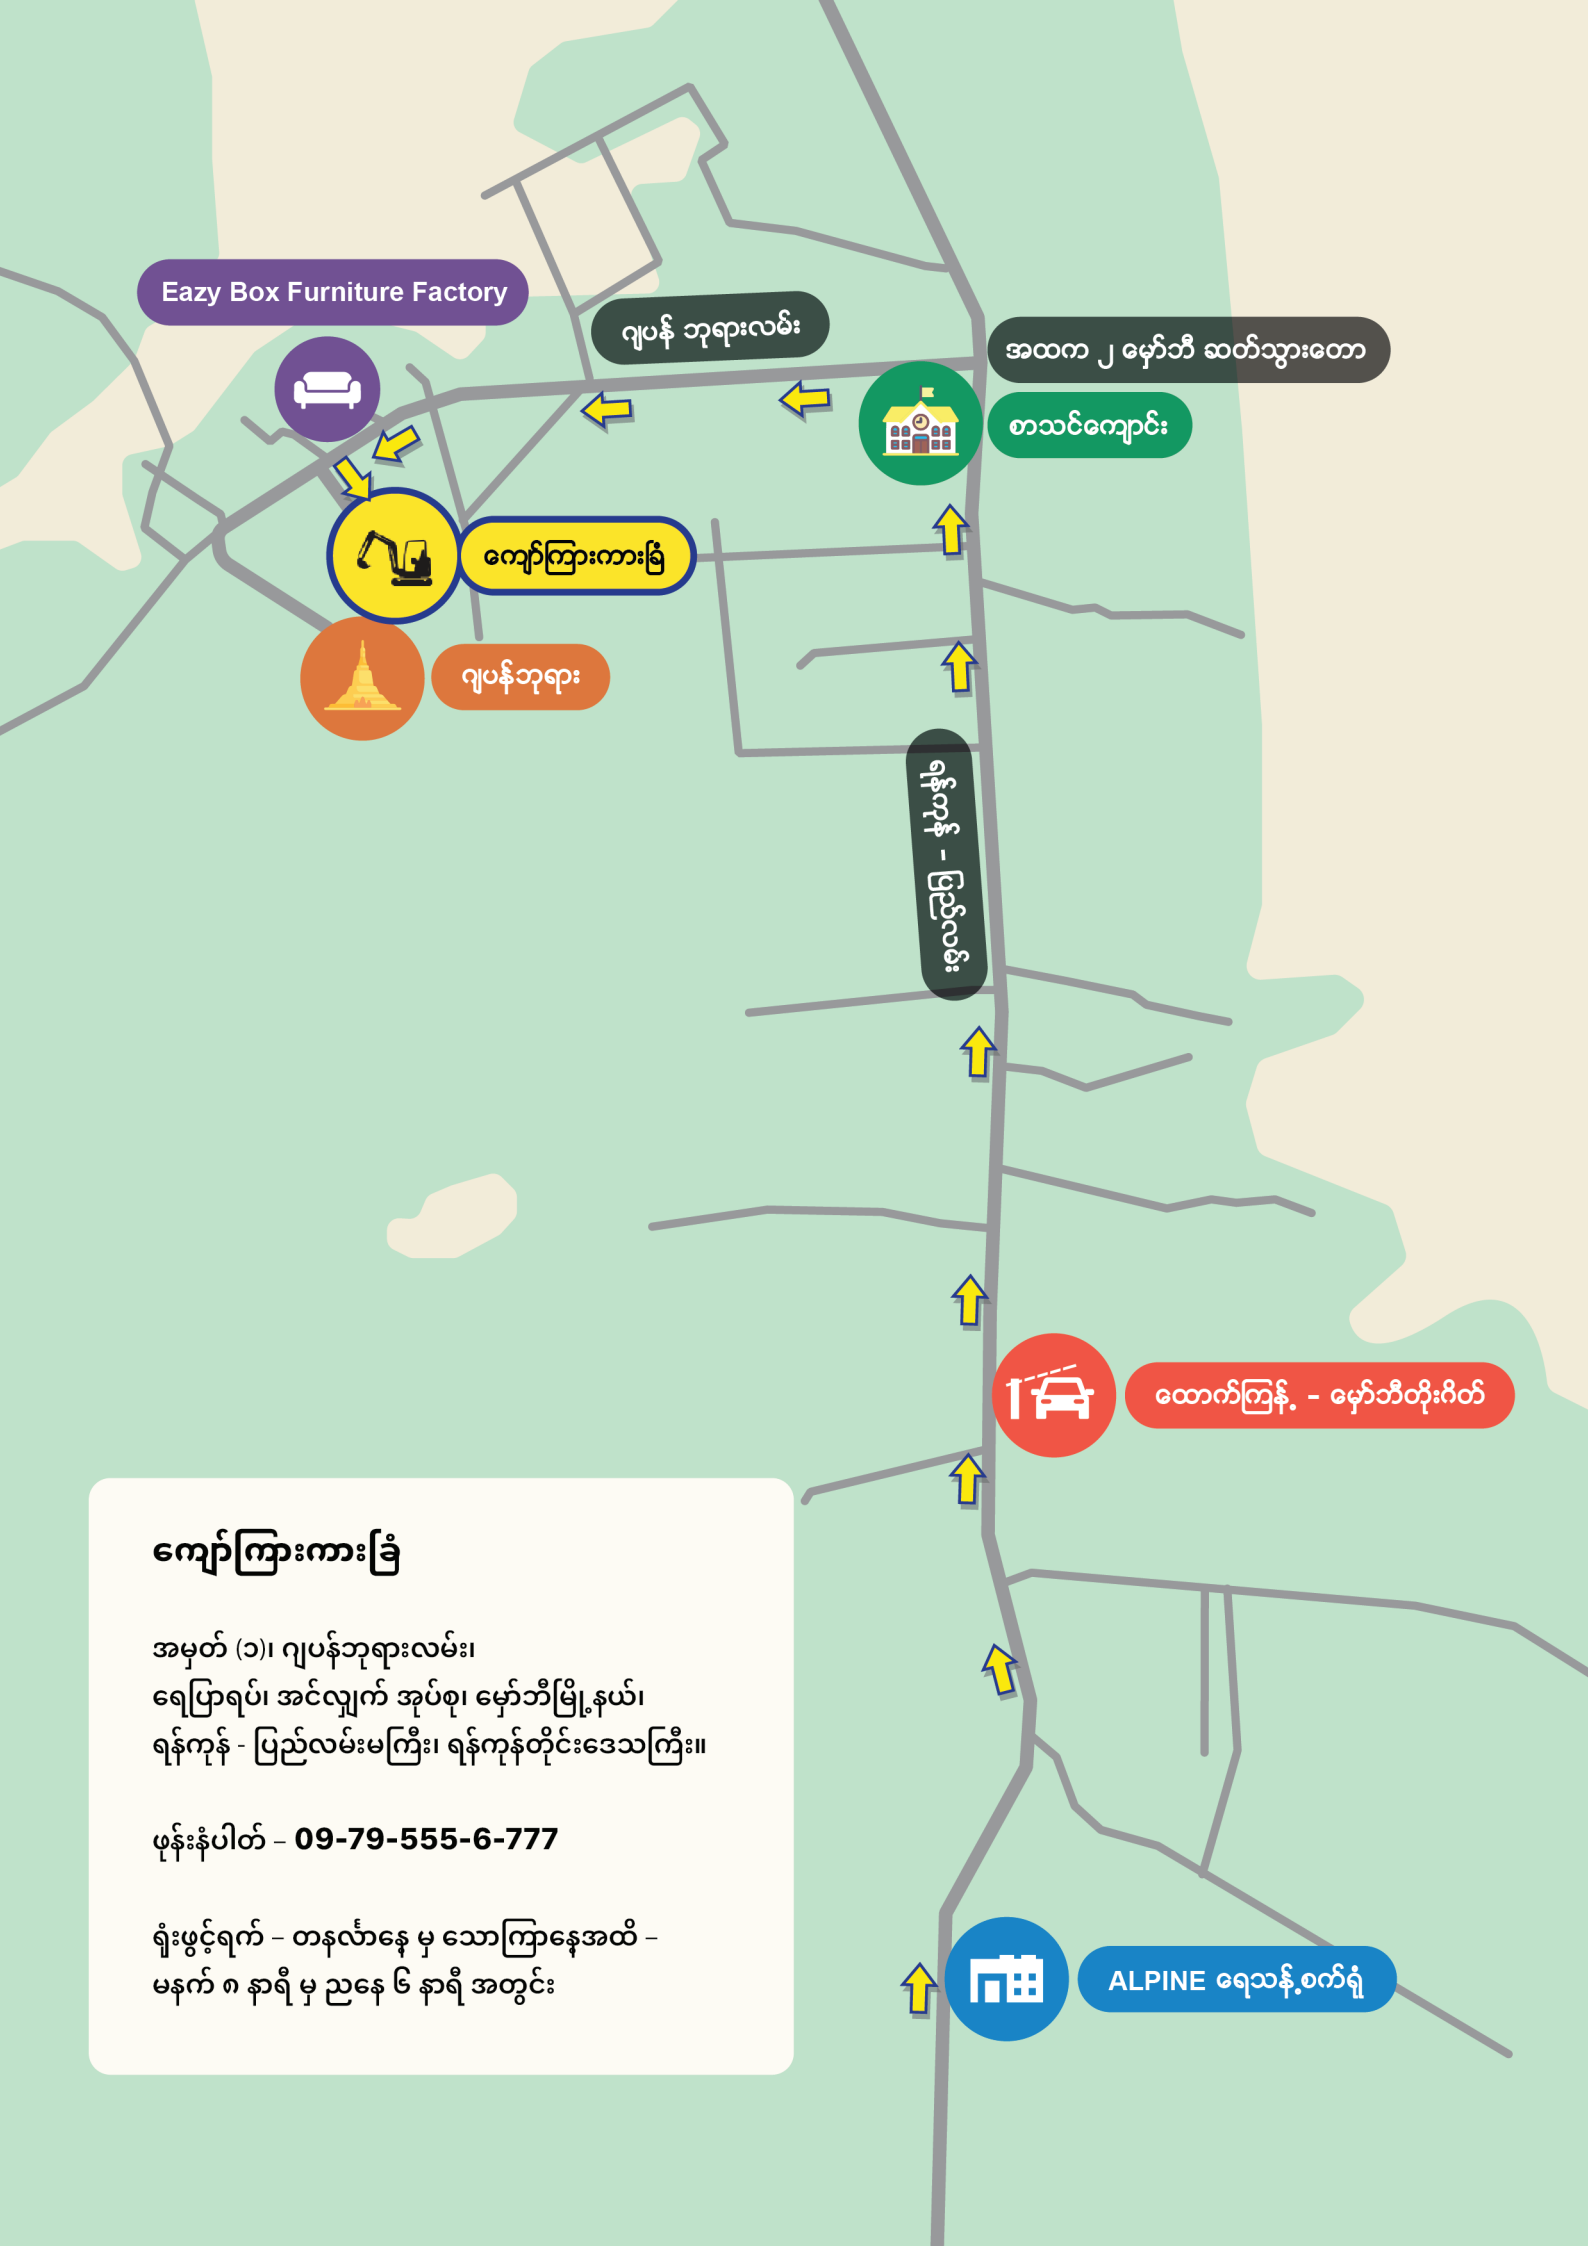 Eazy Box Furniture Factory
ဂျပန် ဘုရားလမ်း
အထက ၂ မှော်ဘီ ဆတ်သွားတော
စာသင်ကျောင်း
ကျော်ကြားကားခြံ
ဂျပန်ဘုရား
ရန်ကုန် - ပြည်လမ်း
ထောက်ကြန့် - မှော်ဘီတိုးဂိတ်
ကျော်ကြားကားခြံ
အမှတ် (၁)၊ ဂျပန်ဘုရားလမ်း၊
ရေပြာရပ်၊ အင်လျှက် အုပ်စု၊ မှော်ဘီမြို့နယ်၊
ရန်ကုန် - ပြည်လမ်းမကြီး၊ ရန်ကုန်တိုင်းဒေသကြီး။
ဖုန်းနံပါတ် – 09-79-555-6-777
ရုံးဖွင့်ရက် – တနင်္လာနေ့ မှ သောကြာနေ့အထိ –
မနက် ၈ နာရီ မှ ညနေ ၆ နာရီ အတွင်း
ALPINE ရေသန့်စက်ရုံ